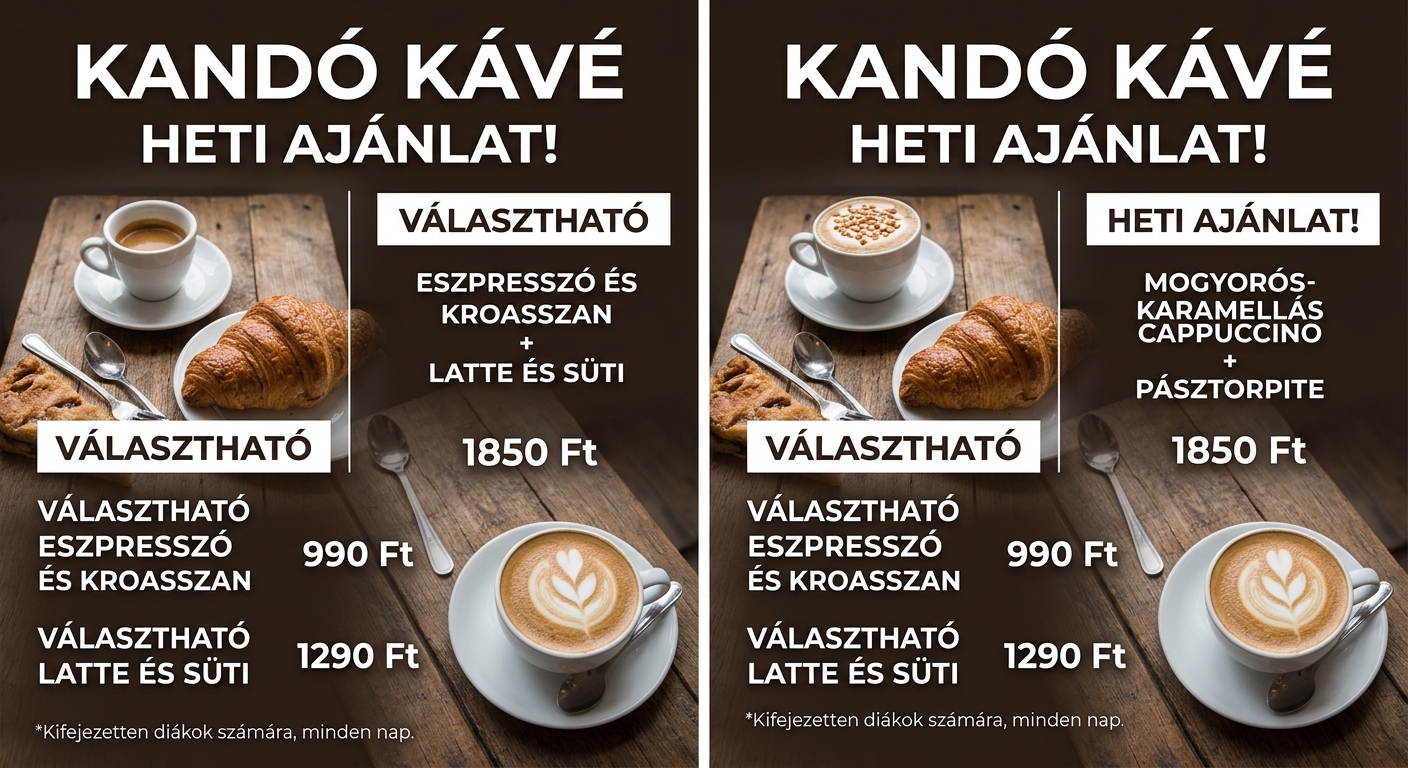 KANDÓ KÁVÉ
HETI AJÁNLAT!
VÁLASZTHATÓ
ESZPRESSZÓ ÉS
KROASSZAN
+
LATTE ÉS SÜTI
1850 Ft
VÁLASZTHATÓ
VÁLASZTHATÓ
ESZPRESSZÓ
ÉS KROASSZAN
990 Ft
VÁLASZTHATÓ
LATTE ÉS SÜTI
1290 Ft
*Kifejezetten diákok számára, minden nap.
KANDÓ KÁVÉ
HETI AJÁNLAT!
HETI AJÁNLAT!
MOGYORÓS-
KARAMELLÁS
CAPPUCCINO
+
PÁSZTORPITE
1850 Ft
VÁLASZTHATÓ
VÁLASZTHATÓ
ESZPRESSZÓ
ÉS KROASSZAN
990 Ft
VÁLASZTHATÓ
LATTE ÉS SÜTI
1290 Ft
*Kifejezetten diákok számára, minden nap.